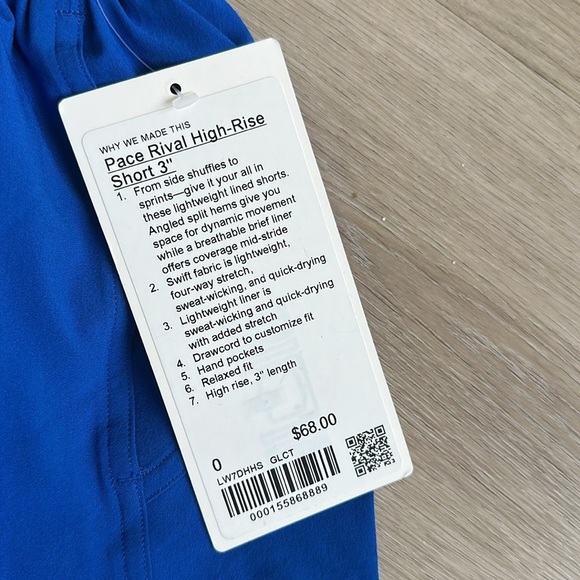 WHY WE MADE THIS
Pace Rival High-Rise
Short 3"
1. From side shuffles to
sprints—give it your all in
these lightweight lined shorts.
Angled split hems give you
space for dynamic movement
while a breathable brief liner
offers coverage mid-stride
2. Swift fabric is lightweight,
four-way stretch,
sweat-wicking, and quick-drying
3. Lightweight liner is
sweat-wicking and quick-drying
with added stretch
4. Drawcord to customize fit
5. Hand pockets
6. Relaxed fit
7. High rise, 3" length
0 $68.00
LW7DHHS GLCT
000155868889